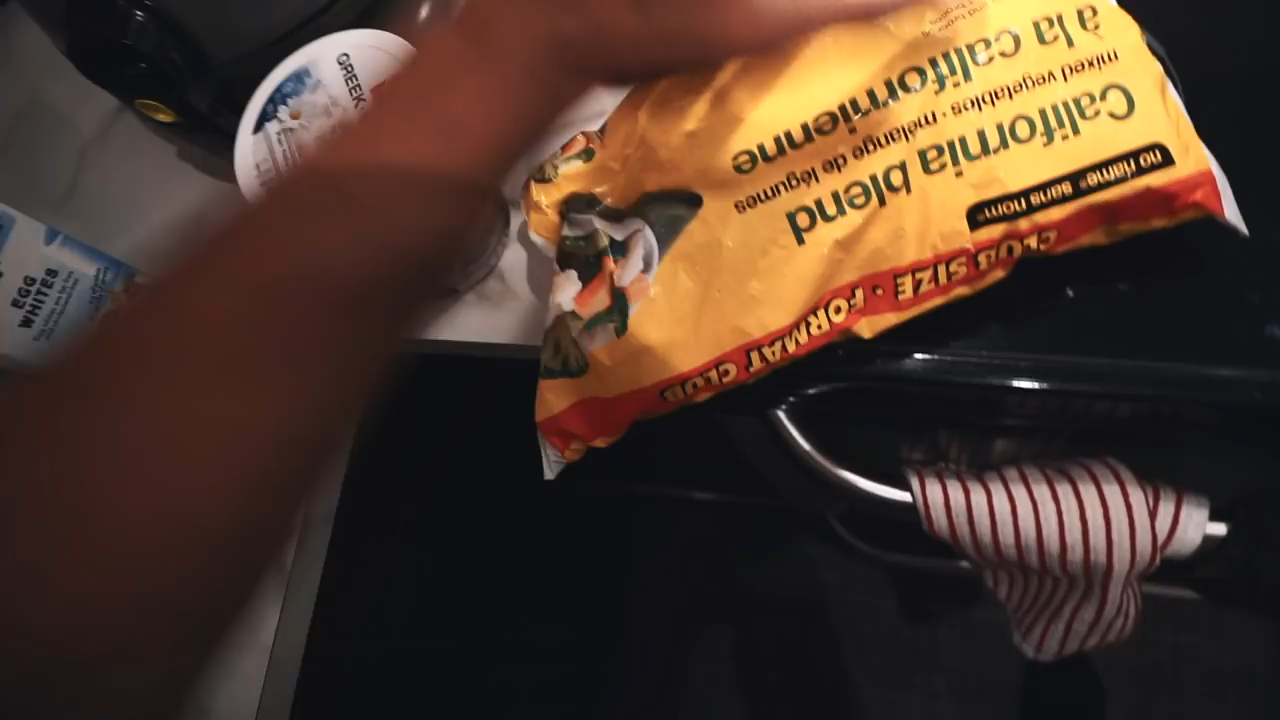 GREEK
EGG
WHITES
CLUB SIZE · FORMAT CLUB
no name® sans nom®
California blend
mixed vegetables · mélange de légumes
à la californienne